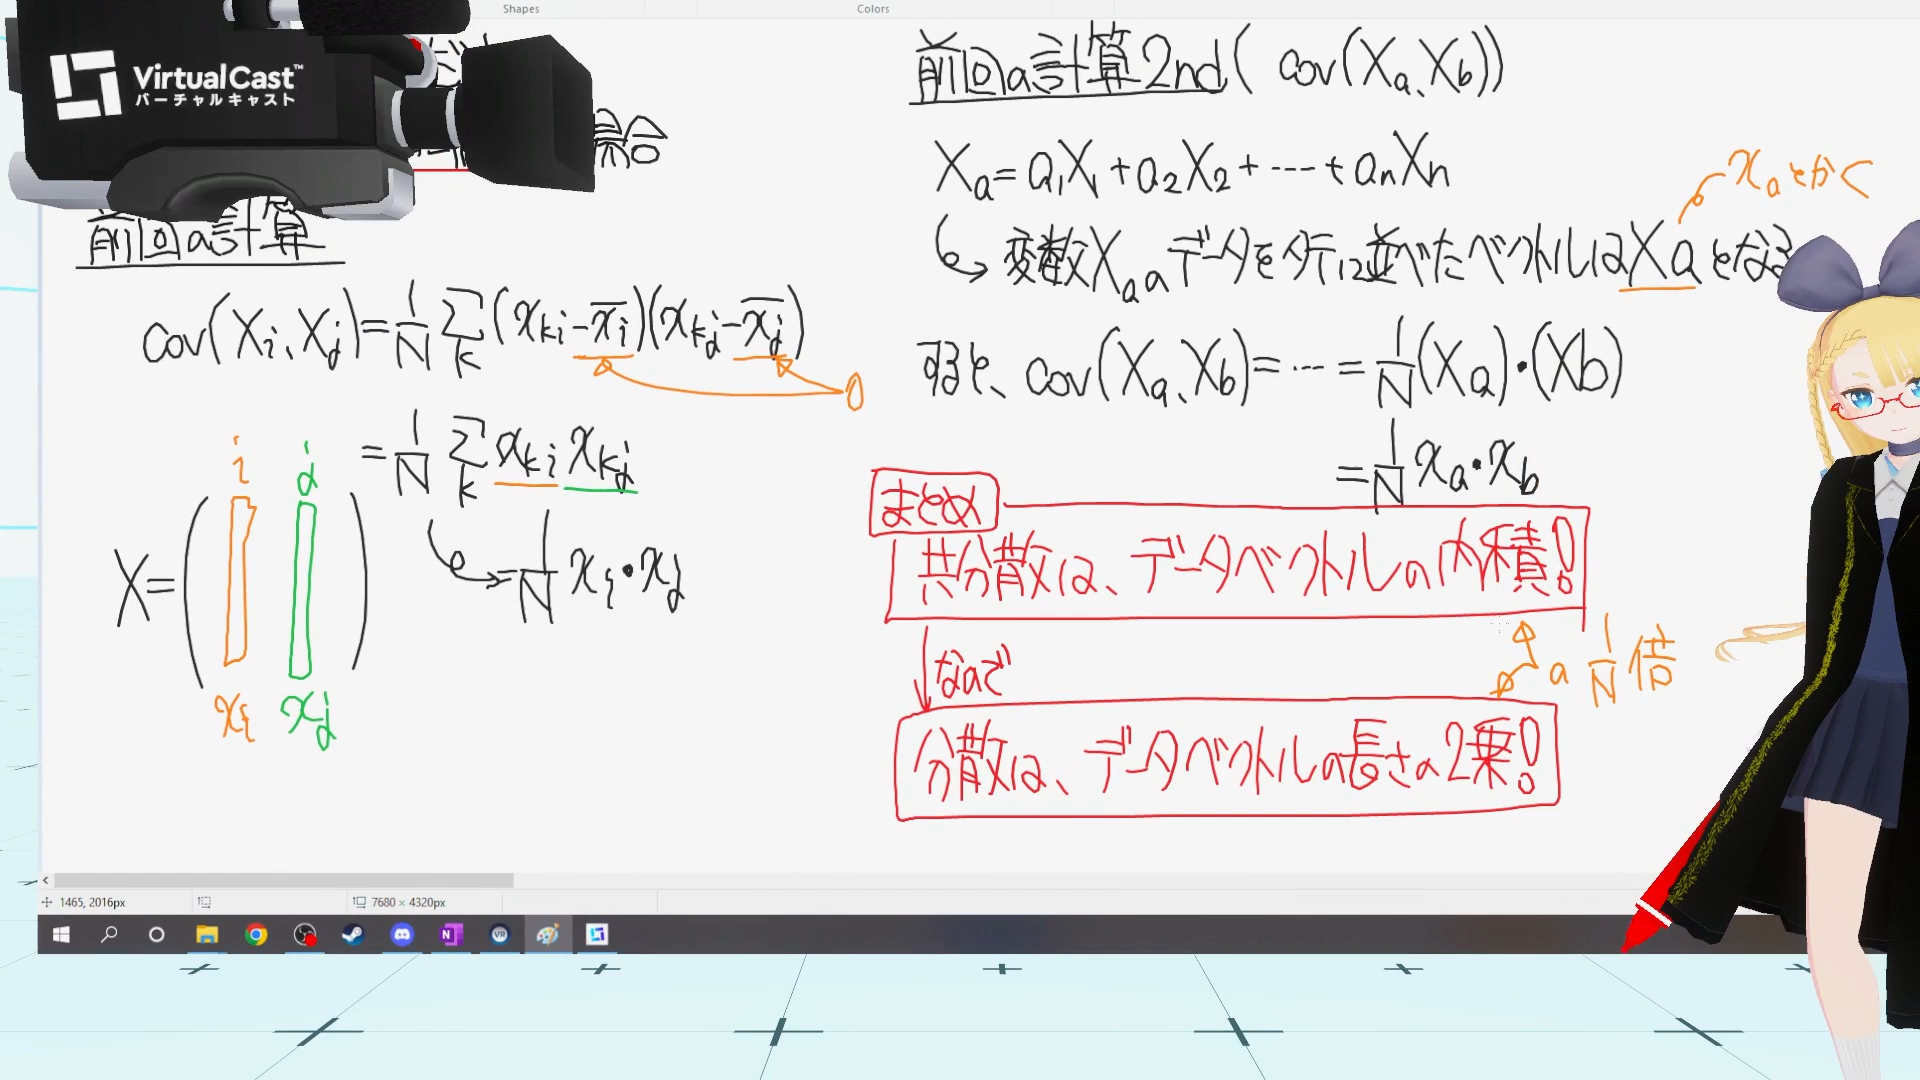 Shapes
Colors
VirtualCast™
バーチャルキャスト
前回の計算
cov(Xi、Xj)=1/N Σk(xki-x̄i)(xkj-x̄j)
0
=1/N Σk xki xkj
→=1/N xi・xj
i j
X=( )
xi xj
前回の計算2nd( cov(Xa、Xb))
Xa=a1X1+a2X2+……+anXn
xaとかく
変数Xaのデータをタテに並べたベクトルはXaとなる
すると、cov(Xa、Xb)=…=1/N(Xa)・(Xb)
=1/N xa・xb
まとめ
共分散は、データベクトルの内積!
なので
の1/N倍
分散は、データベクトルの長さの2乗!
1465, 2016px
7680 × 4320px